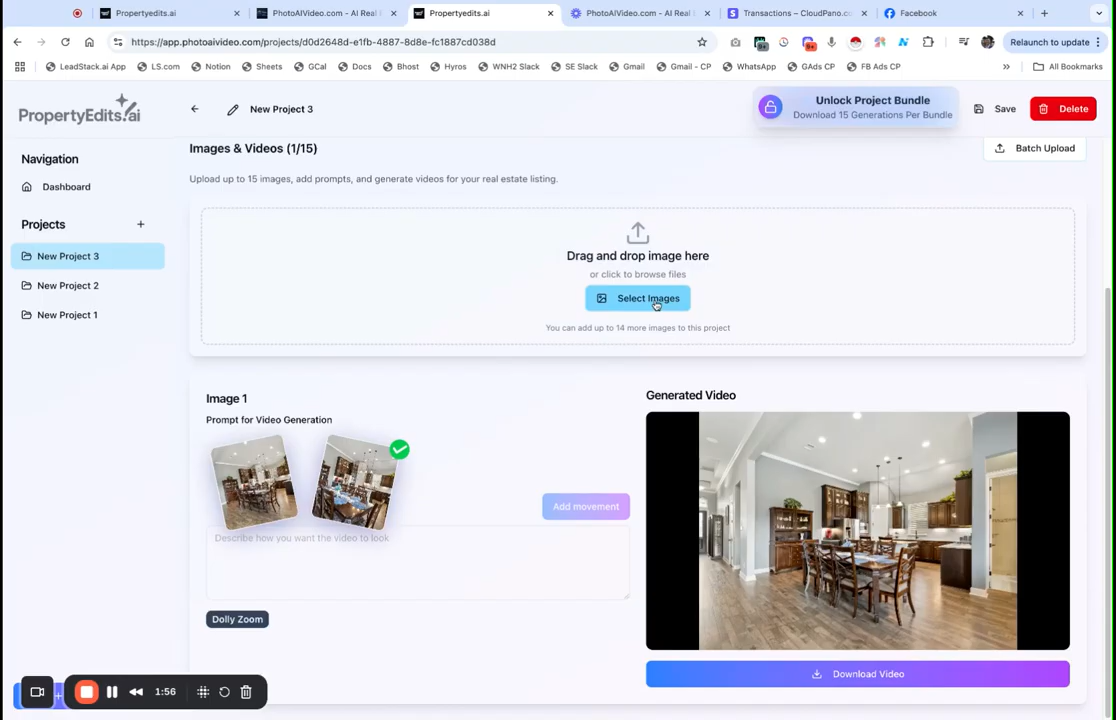 Propertyedits.ai
PhotoAIVideo.com - AI Real
Propertyedits.ai
PhotoAIVideo.com - AI Real
Transactions – CloudPano.c
Facebook
https://app.photoaivideo.com/projects/d0d2648d-e1fb-4887-8d8e-fc1887cd038d
9+
9+
Relaunch to update
LeadStack.ai App
LS.com
Notion
Sheets
GCal
Docs
Bhost
Hyros
WNH2 Slack
SE Slack
Gmail
Gmail - CP
WhatsApp
GAds CP
FB Ads CP
All Bookmarks
PropertyEdits.ai
New Project 3
Unlock Project Bundle
Download 15 Generations Per Bundle
Save
Delete
Navigation
Dashboard
Projects
New Project 3
New Project 2
New Project 1
Images & Videos (1/15)
Batch Upload
Upload up to 15 images, add prompts, and generate videos for your real estate listing.
Drag and drop image here
or click to browse files
Select Images
You can add up to 14 more images to this project
Image 1
Prompt for Video Generation
Add movement
Describe how you want the video to look
Dolly Zoom
Generated Video
Download Video
1:56